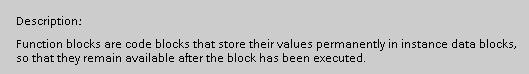 Description:
Function blocks are code blocks that store their values permanently in instance data blocks,
so that they remain available after the block has been executed.